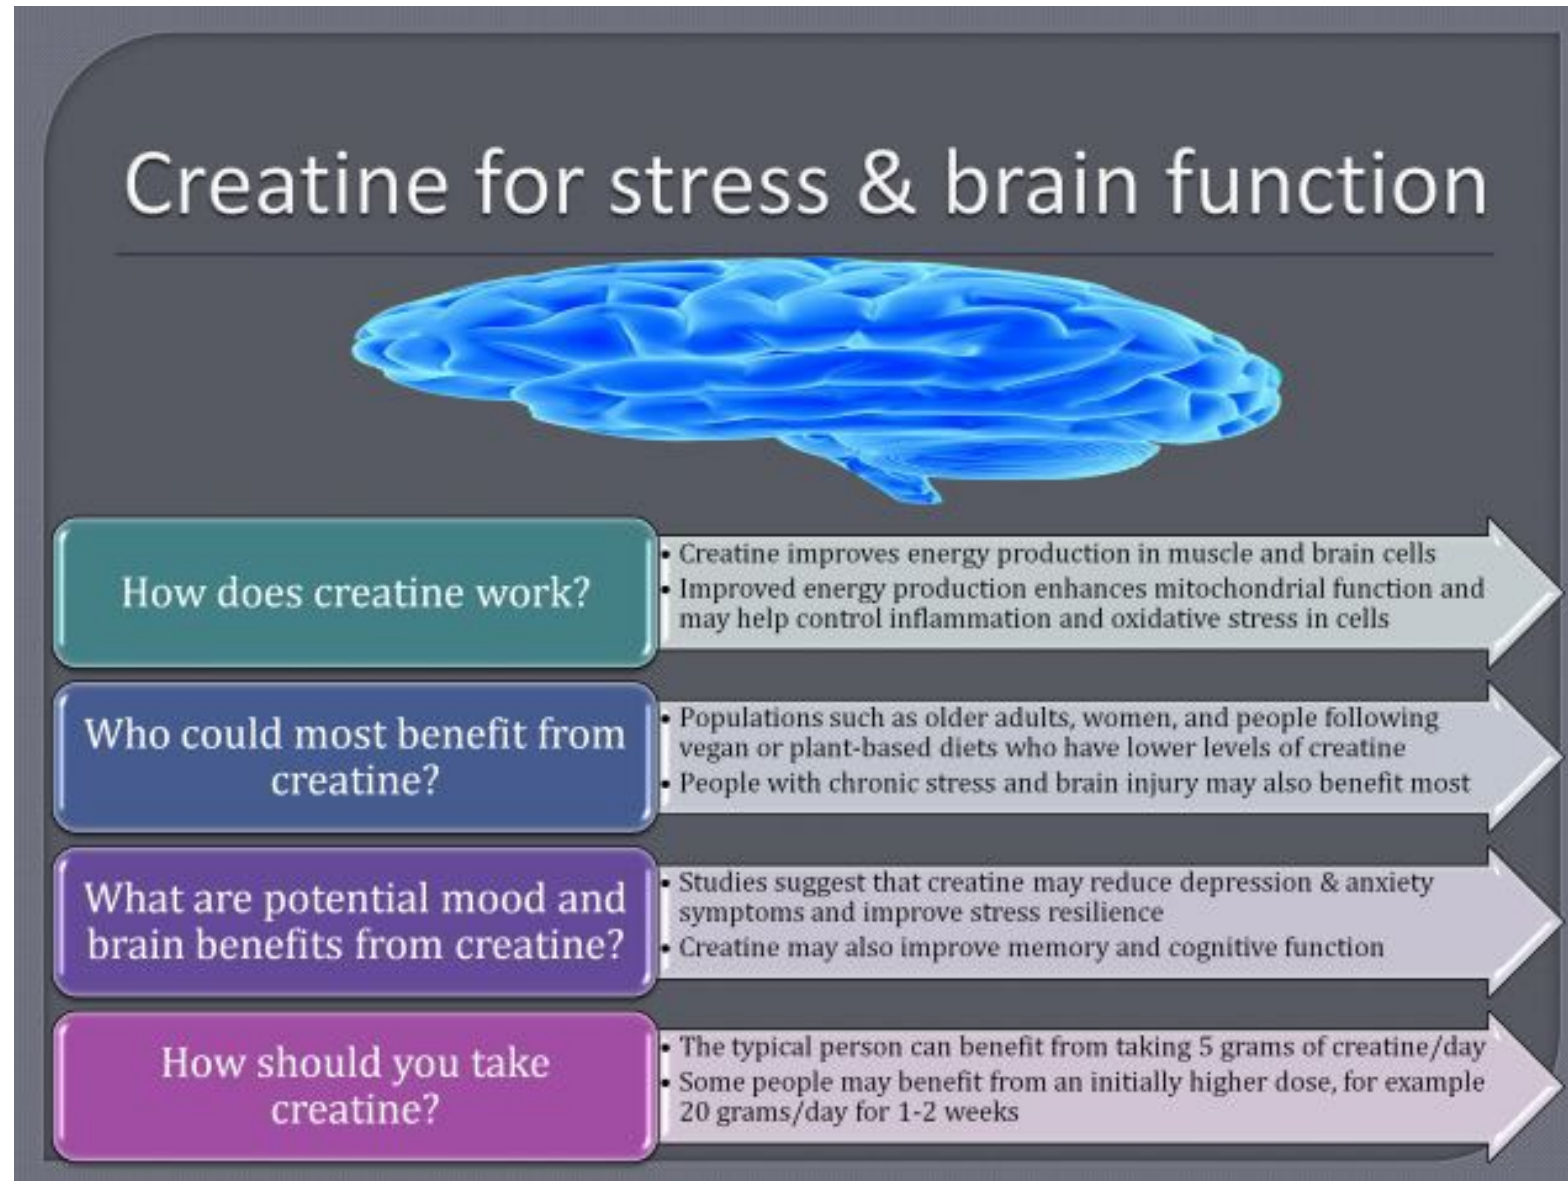 Creatine for stress & brain function
How does creatine work?
• Creatine improves energy production in muscle and brain cells
• Improved energy production enhances mitochondrial function and
may help control inflammation and oxidative stress in cells
Who could most benefit from
creatine?
• Populations such as older adults, women, and people following
vegan or plant-based diets who have lower levels of creatine
• People with chronic stress and brain injury may also benefit most
What are potential mood and
brain benefits from creatine?
• Studies suggest that creatine may reduce depression & anxiety
symptoms and improve stress resilience
• Creatine may also improve memory and cognitive function
How should you take
creatine?
• The typical person can benefit from taking 5 grams of creatine/day
• Some people may benefit from an initially higher dose, for example
20 grams/day for 1-2 weeks